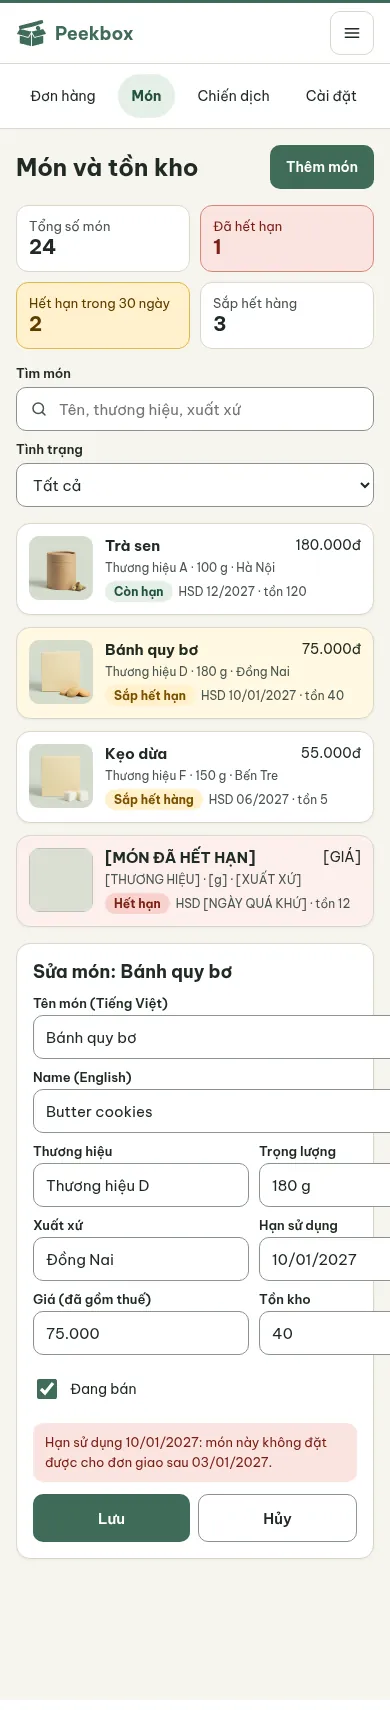 Peekbox
Đơn hàng
Món
Chiến dịch
Cài đặt
Món và tồn kho
Thêm món
Tổng số món
24
Đã hết hạn
1
Hết hạn trong 30 ngày
2
Sắp hết hàng
3
Tìm món
Tên, thương hiệu, xuất xứ
Tình trạng
Tất cả
Trà sen
180.000đ
Thương hiệu A · 100 g · Hà Nội
Còn hạn
HSD 12/2027 · tồn 120
Bánh quy bơ
75.000đ
Thương hiệu D · 180 g · Đồng Nai
Sắp hết hạn
HSD 10/01/2027 · tồn 40
Kẹo dừa
55.000đ
Thương hiệu F · 150 g · Bến Tre
Sắp hết hàng
HSD 06/2027 · tồn 5
[MÓN ĐÃ HẾT HẠN]
[GIÁ]
[THƯƠNG HIỆU] · [g] · [XUẤT XỨ]
Hết hạn
HSD [NGÀY QUÁ KHỨ] · tồn 12
Sửa món: Bánh quy bơ
Tên món (Tiếng Việt)
Bánh quy bơ
Name (English)
Butter cookies
Thương hiệu
Trọng lượng
Thương hiệu D
180 g
Xuất xứ
Hạn sử dụng
Đồng Nai
10/01/2027
Giá (đã gồm thuế)
Tồn kho
75.000
40
Đang bán
Hạn sử dụng 10/01/2027: món này không đặt
được cho đơn giao sau 03/01/2027.
Lưu
Hủy